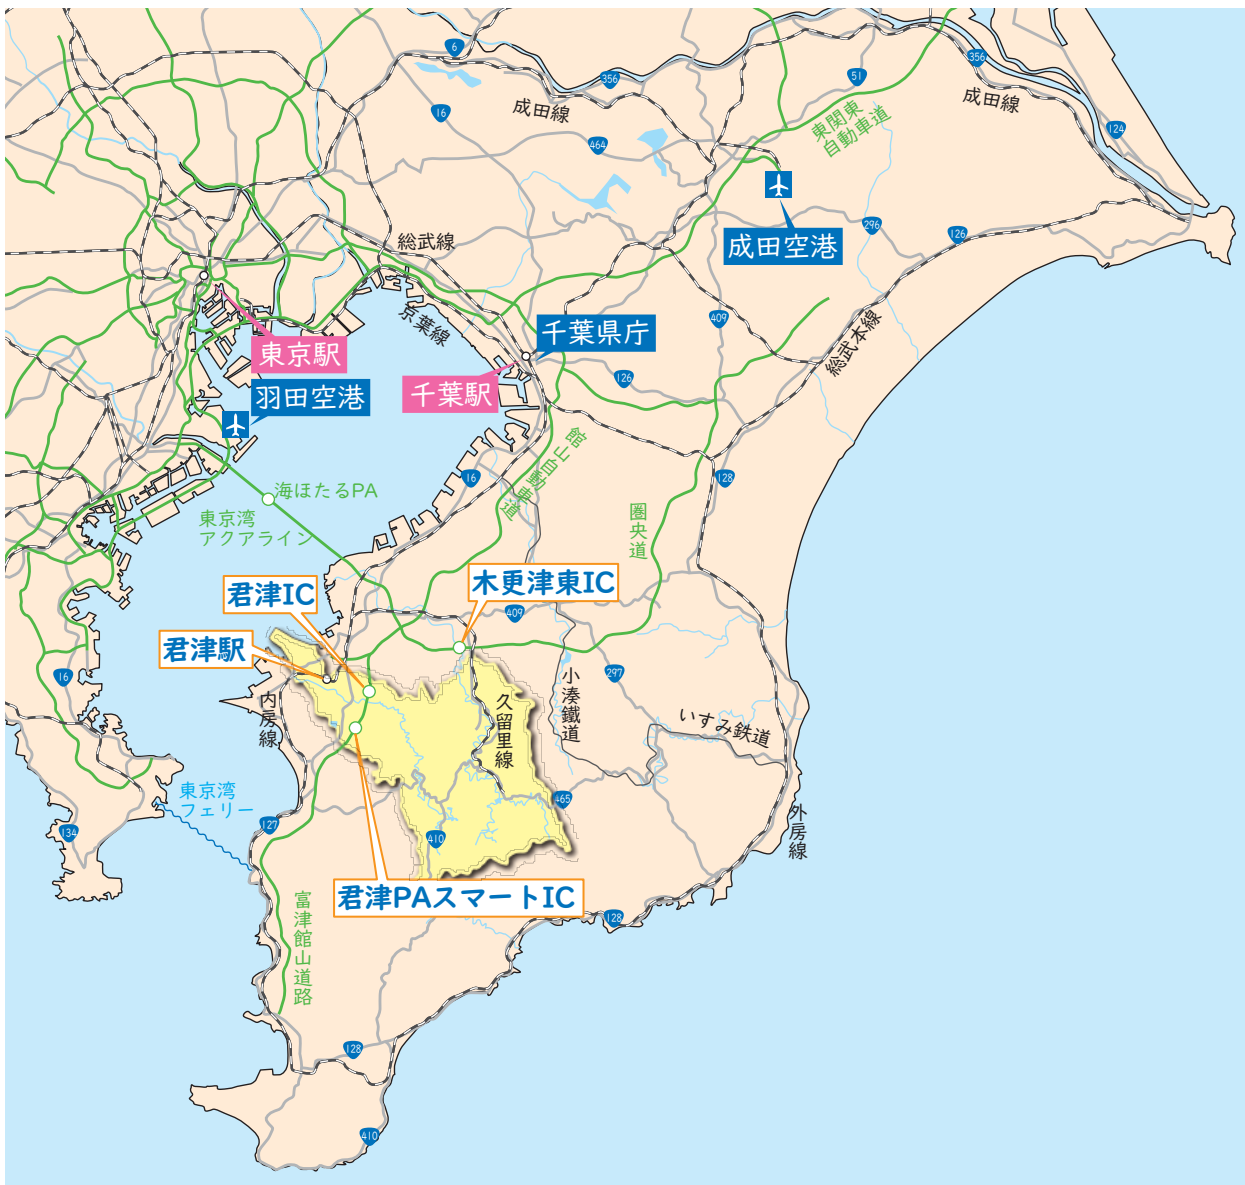 6
356
356
51
16
成田線
成田線
124
東関東
自動車道
464
成田空港
296
126
総武線
京葉線
409
千葉県庁
東京駅
総武本線
千葉駅
126
羽田空港
館山自動車道
16
128
海ほたるPA
東京湾
アクアライン
圏央道
君津IC
木更津東IC
409
君津駅
16
297
内房線
久留里線
小湊鐵道
いすみ鉄道
東京湾
フェリー
465
外房線
127
134
410
君津PAスマートIC
富津館山道路
128
128
410